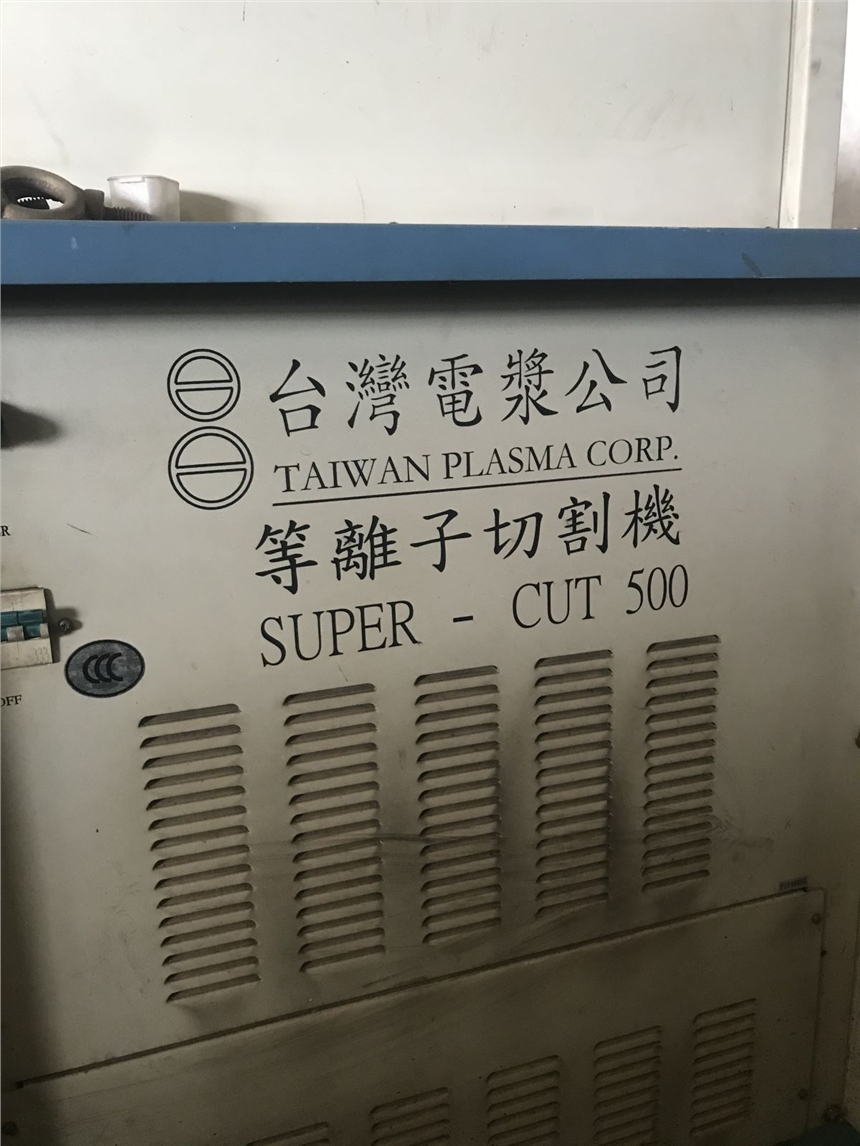 台灣電漿公司
TAIWAN PLASMA CORP.
等離子切割機
SUPER - CUT 500
CCC
OFF